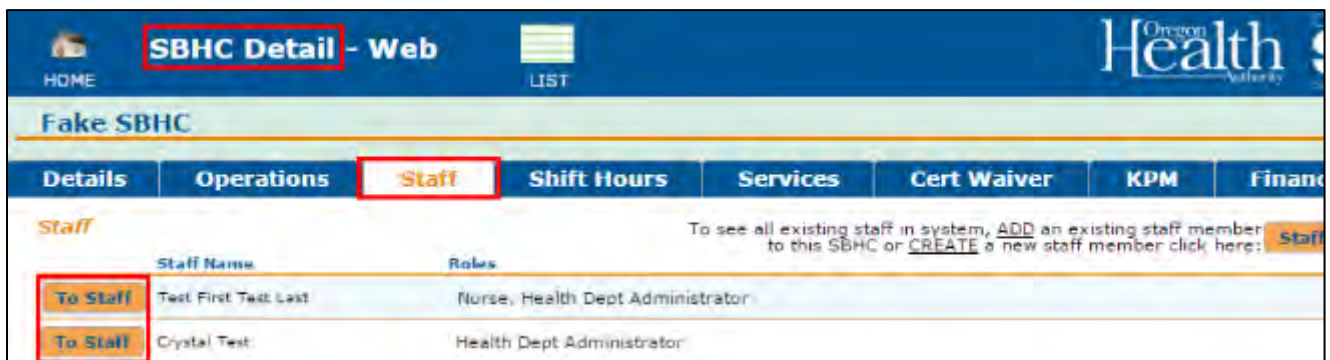 SBHC Detail - Web
HOME
LIST
Oregon Health Authority
Fake SBHC
Details Operations Staff Shift Hours Services Cert Waiver KPM
Staff
To see all existing staff in system, ADD an existing staff member
to this SBHC or CREATE a new staff member click here:
Staff
Staff Name Roles
To Staff Test First Test Last Nurse, Health Dept Administrator
To Staff Crystal Test Health Dept Administrator